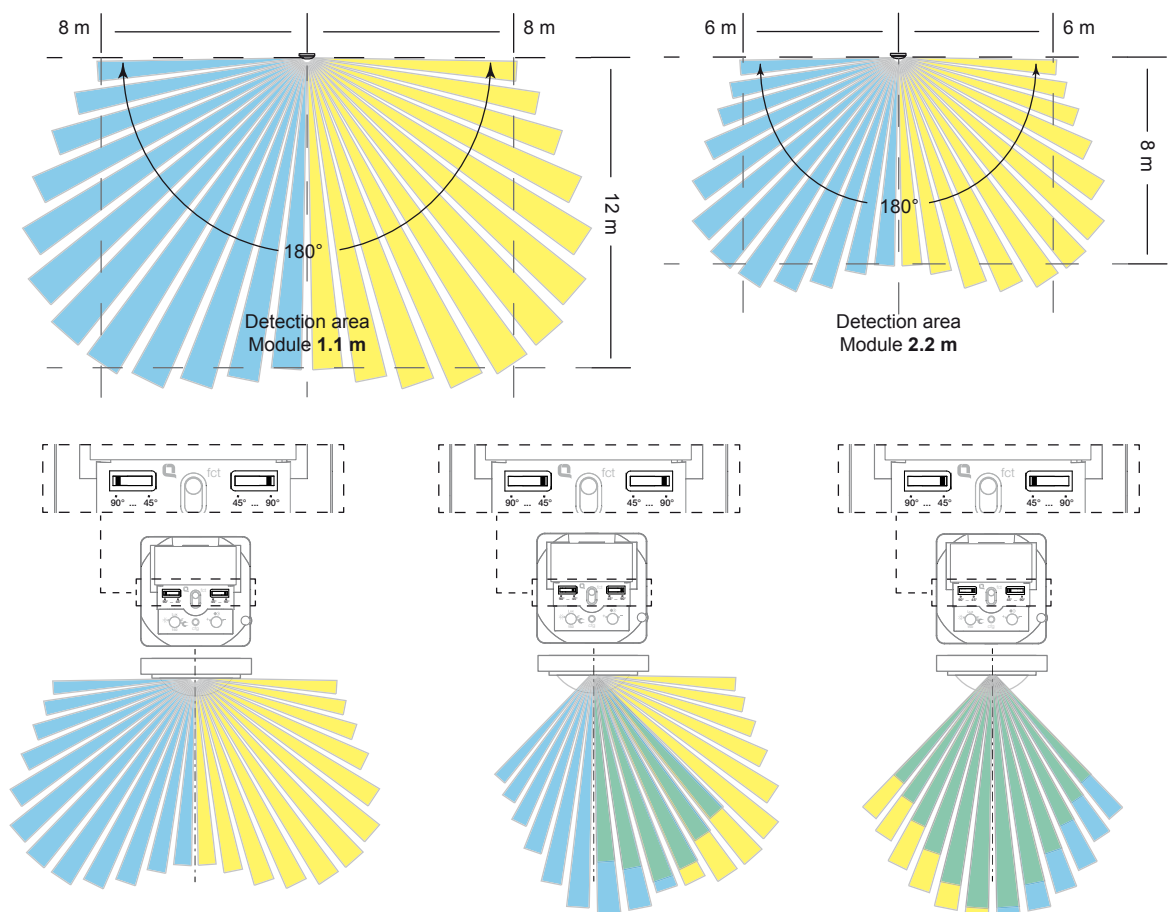 8 m
8 m
180°
12 m
Detection area
Module 1.1 m
6 m
6 m
180°
8 m
Detection area
Module 2.2 m
fct
90° ... 45°
45° ... 90°
fct
90° ... 45°
45° ... 90°
fct
90° ... 45°
45° ... 90°